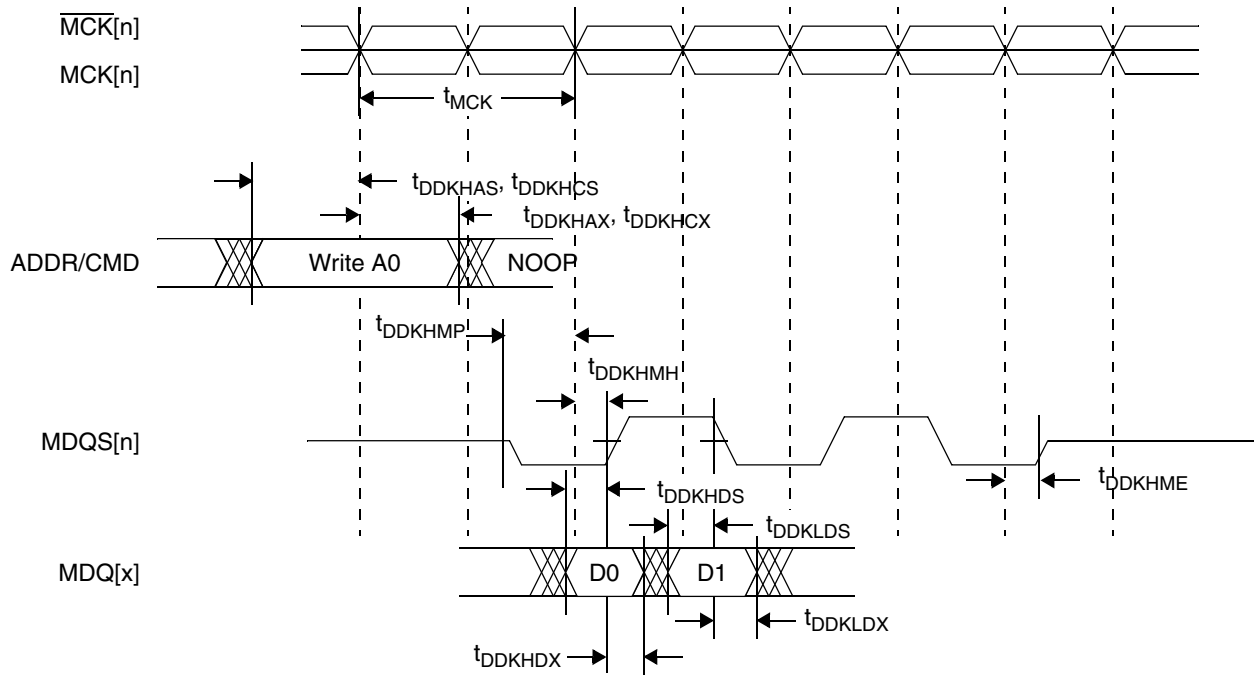 MCK[n]
MCK[n]
tMCK
tDDKHAS, tDDKHCS
tDDKHAX, tDDKHCX
ADDR/CMD
Write A0
NOOP
tDDKHMP
tDDKHMH
MDQS[n]
tDDKHME
tDDKHDS
tDDKLDS
MDQ[x]
D0
D1
tDDKLDX
tDDKHDX